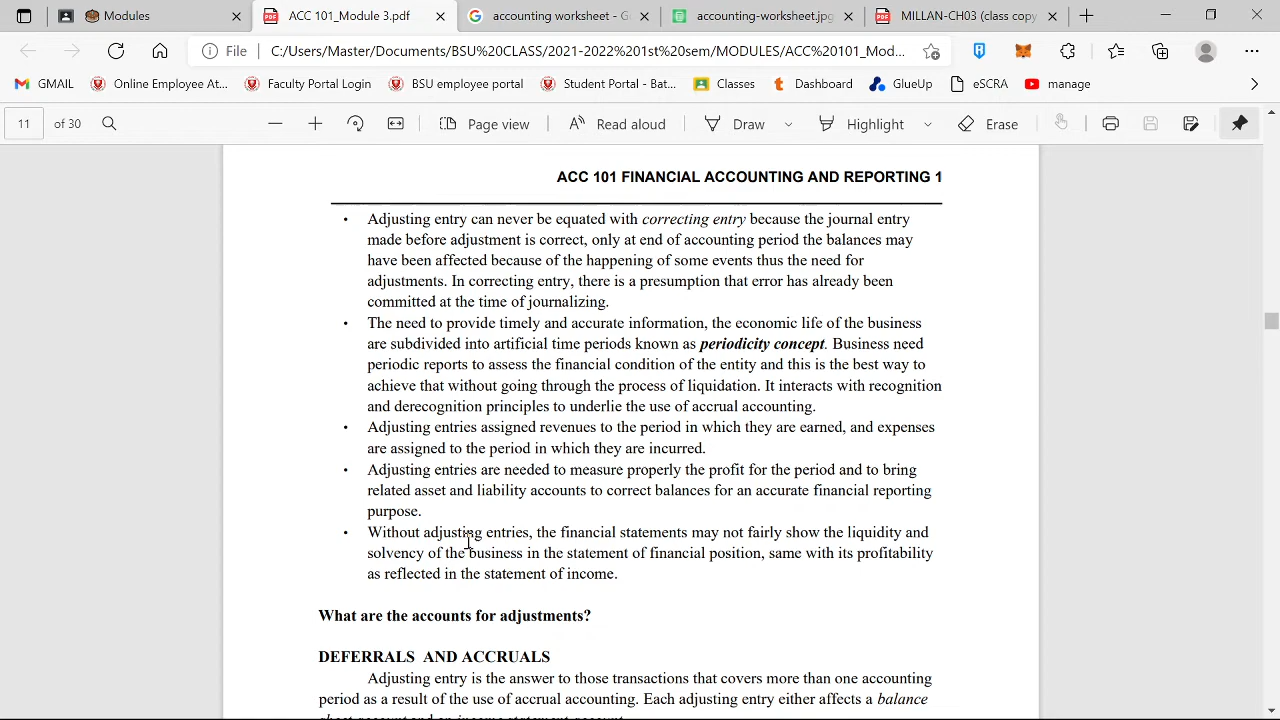 Modules
ACC 101_Module 3.pdf
accounting worksheet - G
accounting-worksheet.jpg
MILLAN-CH03 (class copy
File
C:/Users/Master/Documents/BSU%20CLASS/2021-2022%201st%20sem/MODULES/ACC%20101_Mod...
GMAIL
Online Employee At...
Faculty Portal Login
BSU employee portal
Student Portal - Bat...
Classes
Dashboard
GlueUp
eSCRA
manage
11 of 30
Page view
Read aloud
Draw
Highlight
Erase
ACC 101 FINANCIAL ACCOUNTING AND REPORTING 1
• Adjusting entry can never be equated with correcting entry because the journal entry
made before adjustment is correct, only at end of accounting period the balances may
have been affected because of the happening of some events thus the need for
adjustments. In correcting entry, there is a presumption that error has already been
committed at the time of journalizing.
• The need to provide timely and accurate information, the economic life of the business
are subdivided into artificial time periods known as periodicity concept. Business need
periodic reports to assess the financial condition of the entity and this is the best way to
achieve that without going through the process of liquidation. It interacts with recognition
and derecognition principles to underlie the use of accrual accounting.
• Adjusting entries assigned revenues to the period in which they are earned, and expenses
are assigned to the period in which they are incurred.
• Adjusting entries are needed to measure properly the profit for the period and to bring
related asset and liability accounts to correct balances for an accurate financial reporting
purpose.
• Without adjusting entries, the financial statements may not fairly show the liquidity and
solvency of the business in the statement of financial position, same with its profitability
as reflected in the statement of income.
What are the accounts for adjustments?
DEFERRALS AND ACCRUALS
Adjusting entry is the answer to those transactions that covers more than one accounting
period as a result of the use of accrual accounting. Each adjusting entry either affects a balance